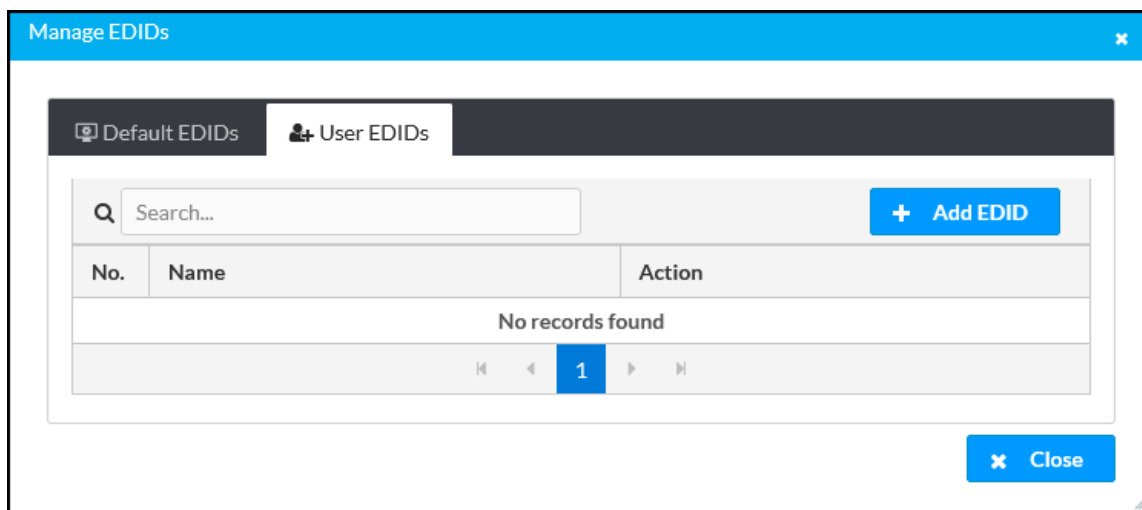 Manage EDIDs
Default EDIDs User EDIDs
Search... + Add EDID
No. Name Action
No records found
1
Close